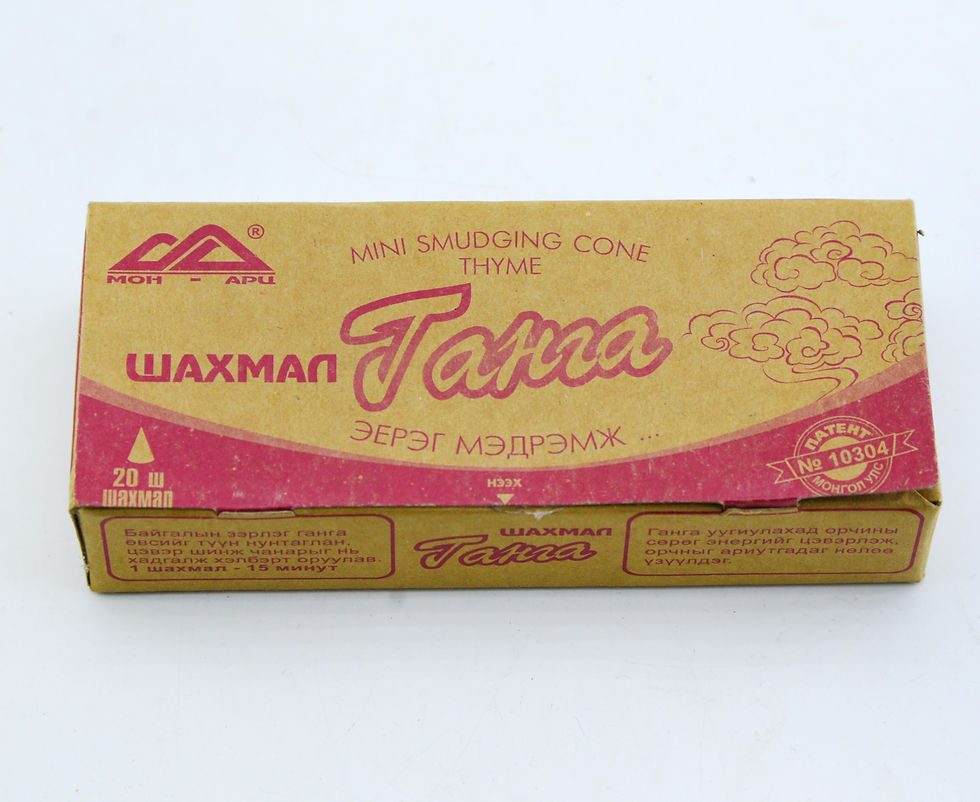 ®
МОН - АРЦ
MINI SMUDGING CONE
THYME
ШАХМАЛ Ганга
ЭЕРЭГ МЭДРЭМЖ ...
20 Ш
ШАХМАЛ
НЭЭХ
ПАТЕНТ
№ 10304
МОНГОЛ УЛС
Байгалын зэрлэг ганга
өвсийг түүн нунтаглан,
цэвэр шинж чанарыг нь
хадгалж хэлбэрт оруулав.
1 шахмал - 15 минут
ШАХМАЛ
Ганга
Ганга уугиулахад орчины
сөрөг энергийг цэвэрлэж,
орчныг ариутгадаг нөлөө
үзүүлдэг.